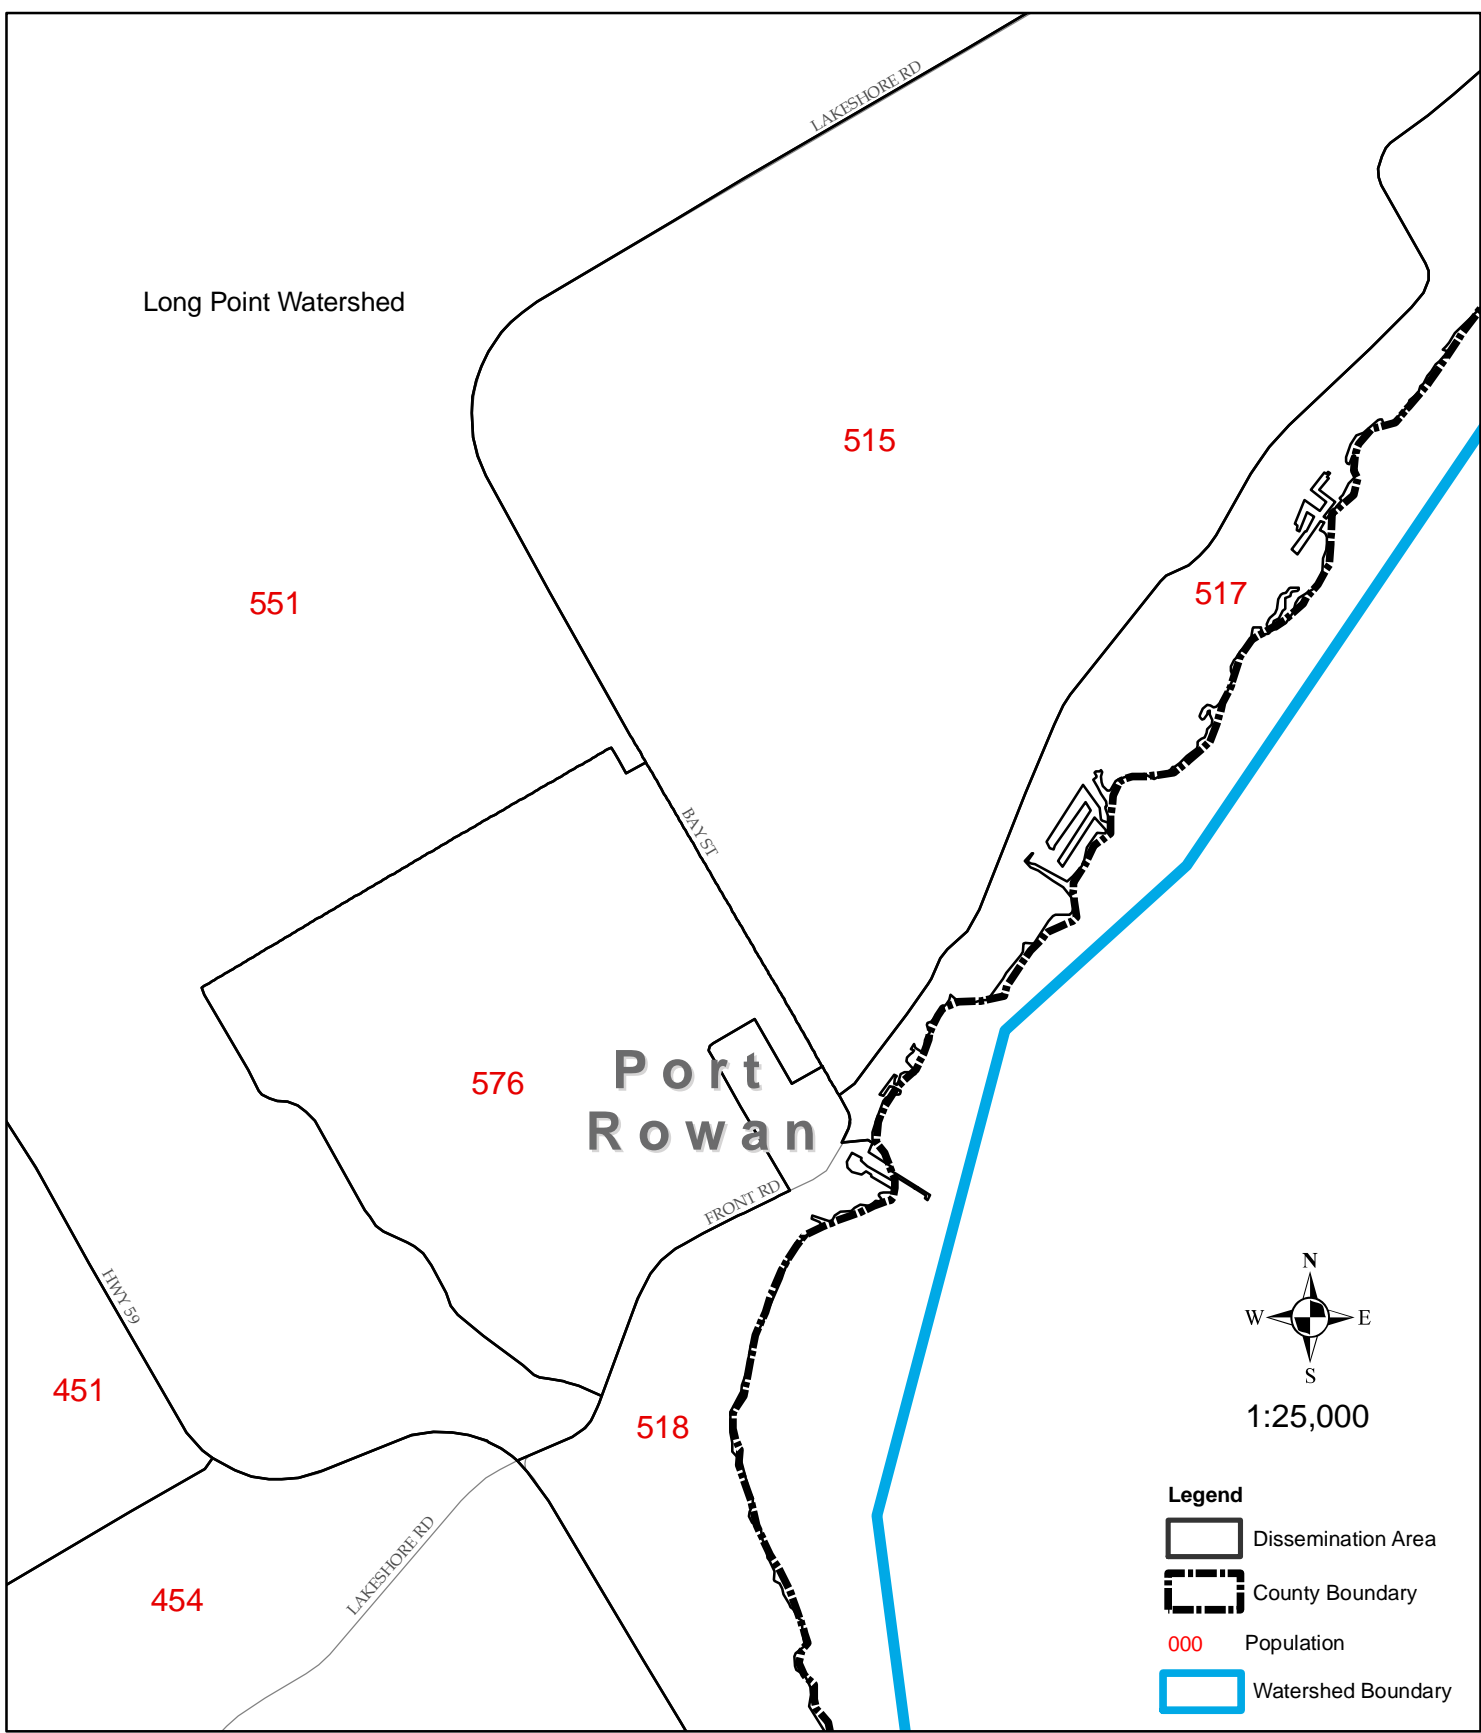 LAKESHORE RD
Long Point Watershed
515
551
517
BAY ST
Port
Rowan
576
FRONT RD
HWY 59
N
W
E
S
1:25,000
451
518
LAKESHORE RD
454
Legend
Dissemination Area
County Boundary
000 Population
Watershed Boundary